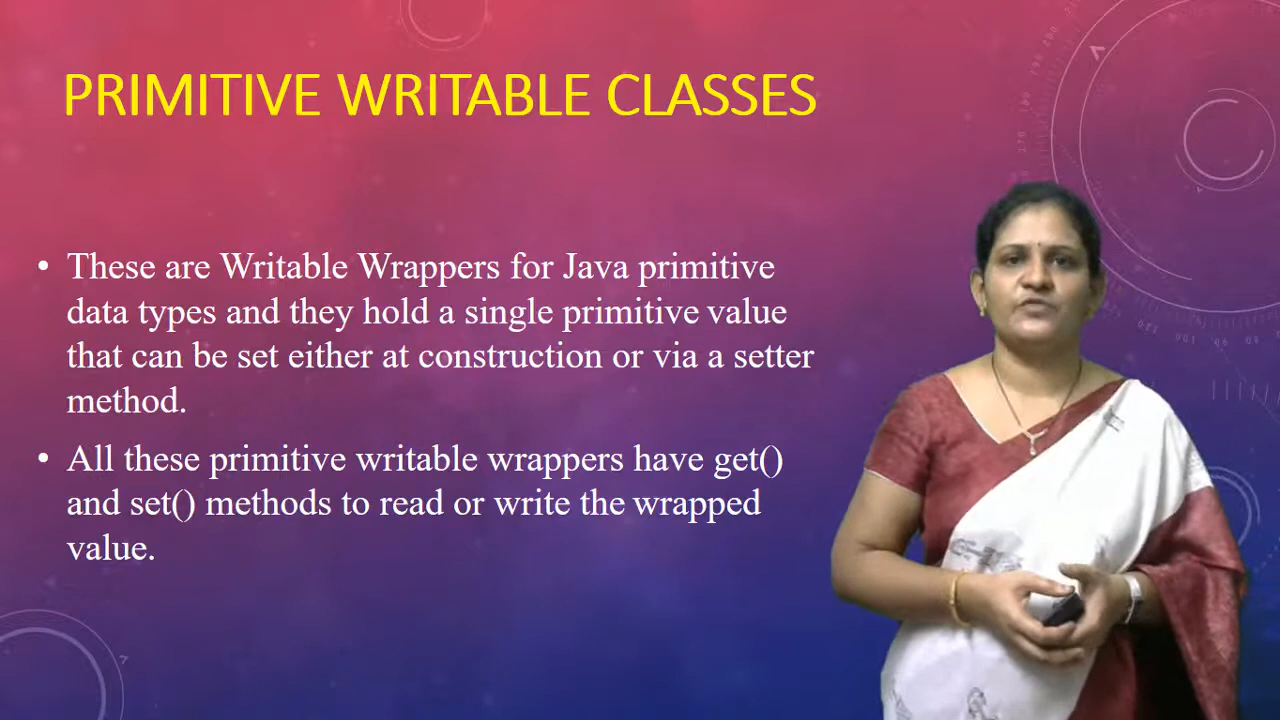 PRIMITIVE WRITABLE CLASSES
• These are Writable Wrappers for Java primitive
data types and they hold a single primitive value
that can be set either at construction or via a setter
method.
• All these primitive writable wrappers have get()
and set() methods to read or write the wrapped
value.